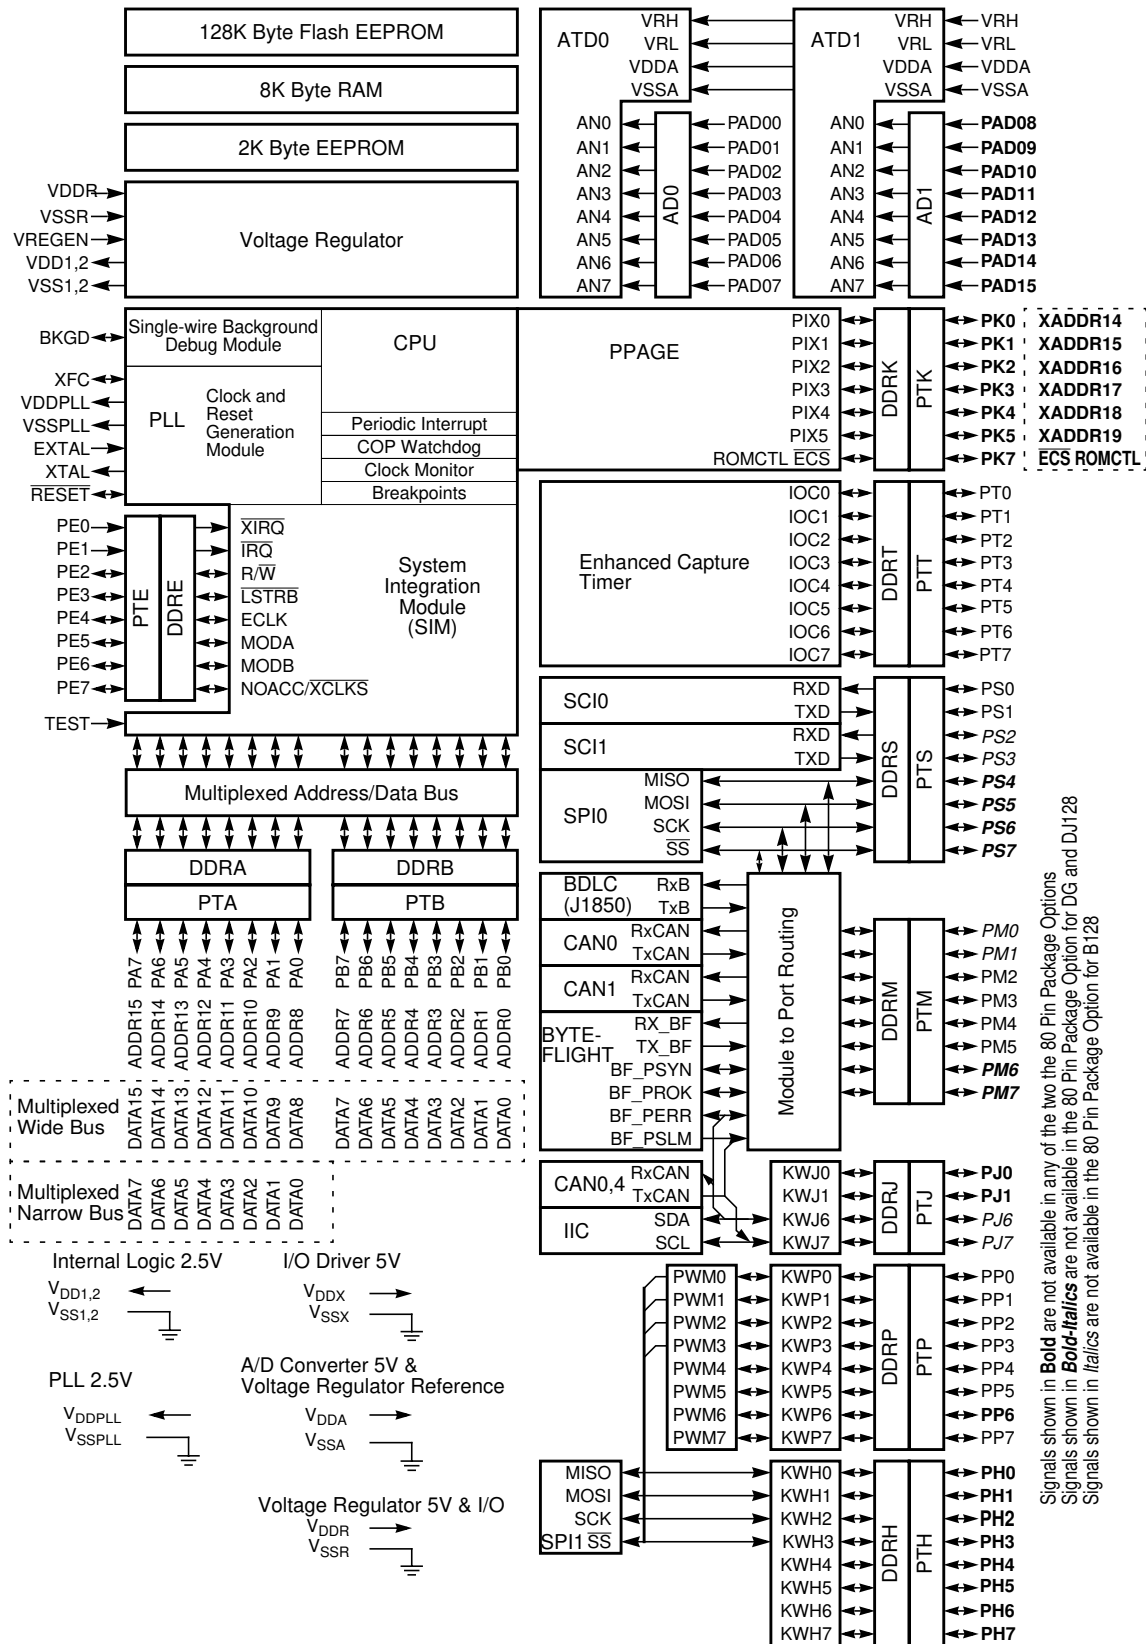 128K Byte Flash EEPROM
8K Byte RAM
2K Byte EEPROM
VDDR
VSSR
VREGEN
VDD1,2
VSS1,2
Voltage Regulator
ATD0
VRH
VRL
VDDA
VSSA
AN0
AN1
AN2
AN3
AN4
AN5
AN6
AN7
AD0
PAD00
PAD01
PAD02
PAD03
PAD04
PAD05
PAD06
PAD07
ATD1
VRH
VRL
VDDA
VSSA
VRH
VRL
VDDA
VSSA
AN0
AN1
AN2
AN3
AN4
AN5
AN6
AN7
AD1
PAD08
PAD09
PAD10
PAD11
PAD12
PAD13
PAD14
PAD15
BKGD
XFC
VDDPLL
VSSPLL
EXTAL
XTAL
RESET
Single-wire Background
Debug Module
CPU
PLL
Clock and
Reset
Generation
Module
Periodic Interrupt
COP Watchdog
Clock Monitor
Breakpoints
PPAGE
PIX0
PIX1
PIX2
PIX3
PIX4
PIX5
ROMCTL ECS
DDRK
PTK
PK0 XADDR14
PK1 XADDR15
PK2 XADDR16
PK3 XADDR17
PK4 XADDR18
PK5 XADDR19
PK7 ECS ROMCTL
PE0
PE1
PE2
PE3
PE4
PE5
PE6
PE7
TEST
PTE
DDRE
XIRQ
IRQ
R/W
LSTRB
ECLK
MODA
MODB
NOACC/XCLKS
System
Integration
Module
(SIM)
Enhanced Capture
Timer
IOC0
IOC1
IOC2
IOC3
IOC4
IOC5
IOC6
IOC7
DDRT
PTT
PT0
PT1
PT2
PT3
PT4
PT5
PT6
PT7
SCI0
RXD
TXD
SCI1
RXD
TXD
SPI0
MISO
MOSI
SCK
SS
DDRS
PTS
PS0
PS1
PS2
PS3
PS4
PS5
PS6
PS7
Multiplexed Address/Data Bus
DDRA
DDRB
PTA
PTB
PA7
PA6
PA5
PA4
PA3
PA2
PA1
PA0
PB7
PB6
PB5
PB4
PB3
PB2
PB1
PB0
ADDR15
ADDR14
ADDR13
ADDR12
ADDR11
ADDR10
ADDR9
ADDR8
ADDR7
ADDR6
ADDR5
ADDR4
ADDR3
ADDR2
ADDR1
ADDR0
Multiplexed
Wide Bus
DATA15
DATA14
DATA13
DATA12
DATA11
DATA10
DATA9
DATA8
DATA7
DATA6
DATA5
DATA4
DATA3
DATA2
DATA1
DATA0
Multiplexed
Narrow Bus
DATA7
DATA6
DATA5
DATA4
DATA3
DATA2
DATA1
DATA0
BDLC
(J1850)
RxB
TxB
CAN0
RxCAN
TxCAN
CAN1
RxCAN
TxCAN
BYTE-
FLIGHT
RX_BF
TX_BF
BF_PSYN
BF_PROK
BF_PERR
BF_PSLM
Module to Port Routing
DDRM
PTM
PM0
PM1
PM2
PM3
PM4
PM5
PM6
PM7
CAN0,4
RxCAN
TxCAN
IIC
SDA
SCL
KWJ0
KWJ1
KWJ6
KWJ7
DDRJ
PTJ
PJ0
PJ1
PJ6
PJ7
PWM0
PWM1
PWM2
PWM3
PWM4
PWM5
PWM6
PWM7
KWP0
KWP1
KWP2
KWP3
KWP4
KWP5
KWP6
KWP7
DDRP
PTP
PP0
PP1
PP2
PP3
PP4
PP5
PP6
PP7
MISO
MOSI
SCK
SPI1 SS
KWH0
KWH1
KWH2
KWH3
KWH4
KWH5
KWH6
KWH7
DDRH
PTH
PH0
PH1
PH2
PH3
PH4
PH5
PH6
PH7
Internal Logic 2.5V
VDD1,2
VSS1,2
I/O Driver 5V
VDDX
VSSX
PLL 2.5V
VDDPLL
VSSPLL
A/D Converter 5V &
Voltage Regulator Reference
VDDA
VSSA
Voltage Regulator 5V & I/O
VDDR
VSSR
Signals shown in Bold are not available in any of the two the 80 Pin Package Options
Signals shown in Bold-Italics are not available in the 80 Pin Package Option for DG and DJ128
Signals shown in Italics are not available in the 80 Pin Package Option for B128